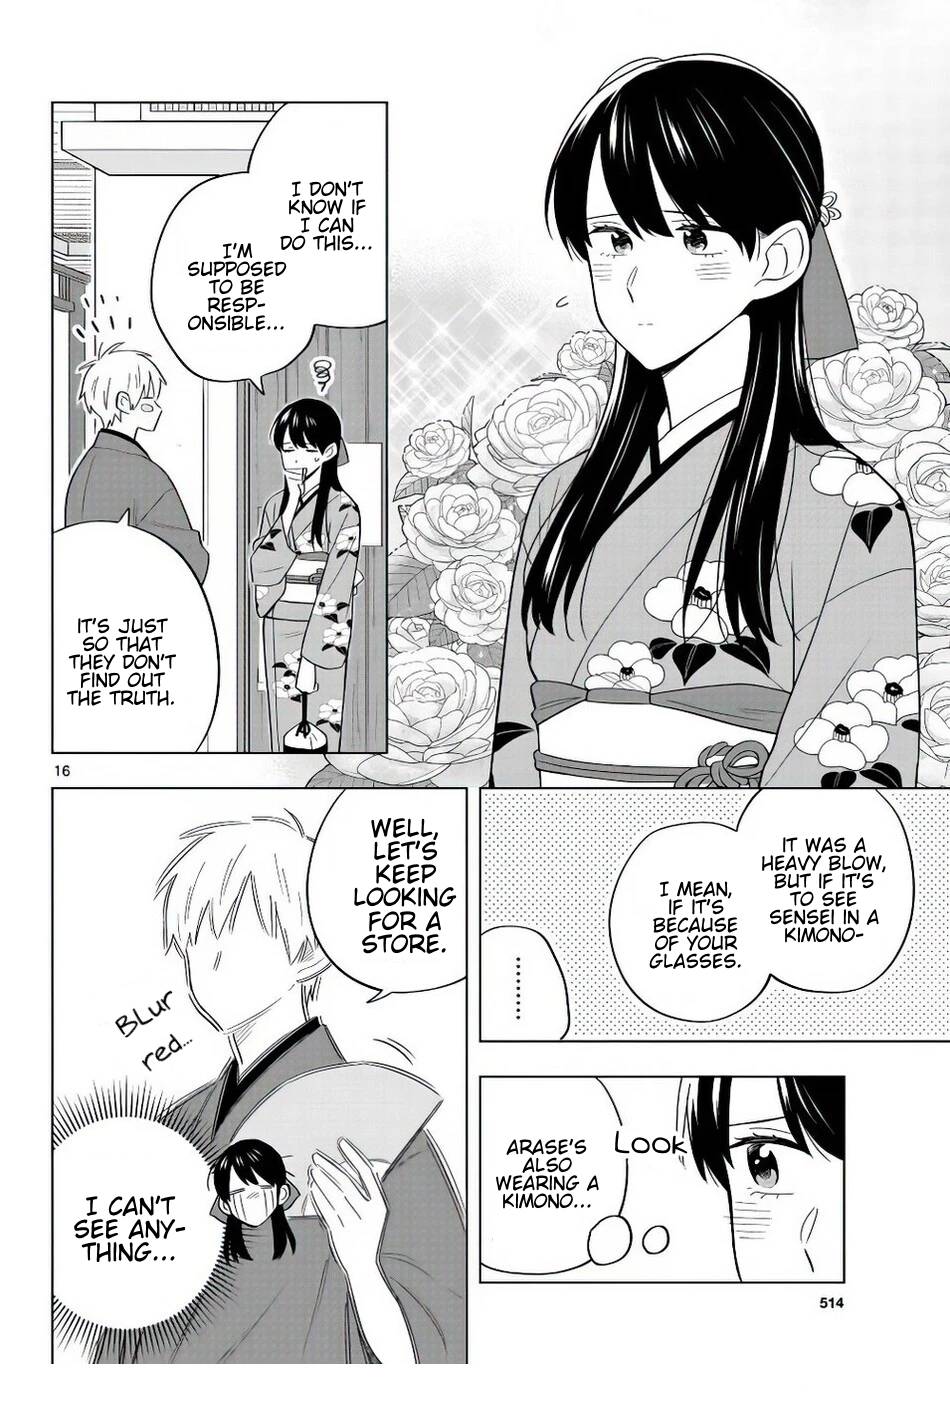 I DON'T
KNOW IF
I CAN
DO THIS...
I'M
SUPPOSED
TO BE
RESP-
ONSIBLE...
IT'S JUST
SO THAT
THEY DON'T
FIND OUT
THE TRUTH.
16
IT WAS A
HEAVY BLOW,
BUT IF IT'S
TO SEE
SENSEI IN A
KIMONO-
I MEAN,
IF IT'S
BECAUSE
OF YOUR
GLASSES.
.........
WELL,
LET'S
KEEP
LOOKING
FOR A
STORE.
BLur
red...
I CAN'T
SEE ANY-
THING...
Look
ARASE'S
ALSO
WEARING A
KIMONO...
514